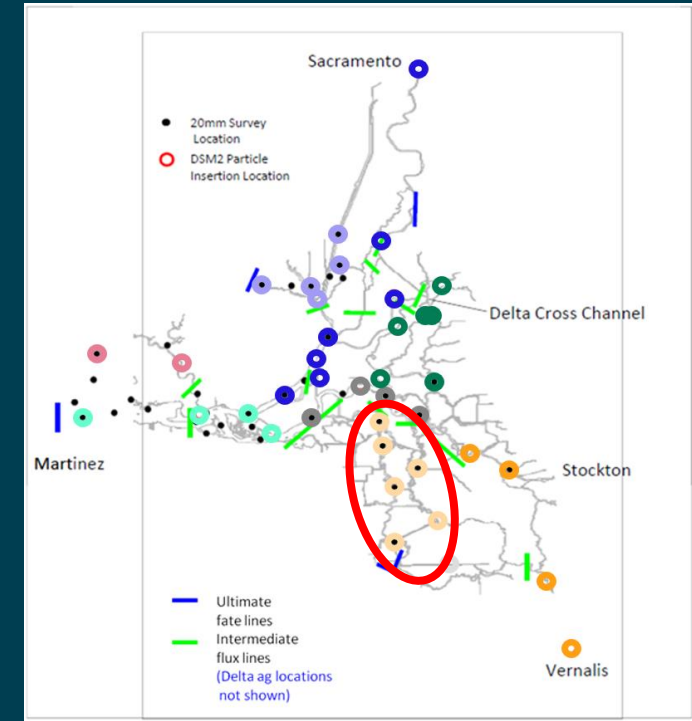 Sacramento
20mm Survey
Location
DSM2 Particle
Insertion Location
Delta Cross Channel
Martinez
Stockton
Ultimate
fate lines
Intermediate
flux lines
(Delta ag locations
not shown)
Vernalis